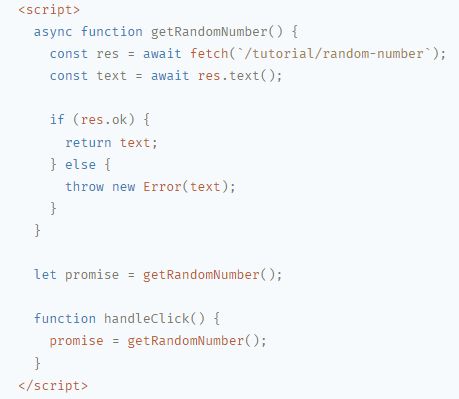 <script>
async function getRandomNumber() {
const res = await fetch(`/tutorial/random-number`);
const text = await res.text();
if (res.ok) {
return text;
} else {
throw new Error(text);
}
}
let promise = getRandomNumber();
function handleClick() {
promise = getRandomNumber();
}
</script>